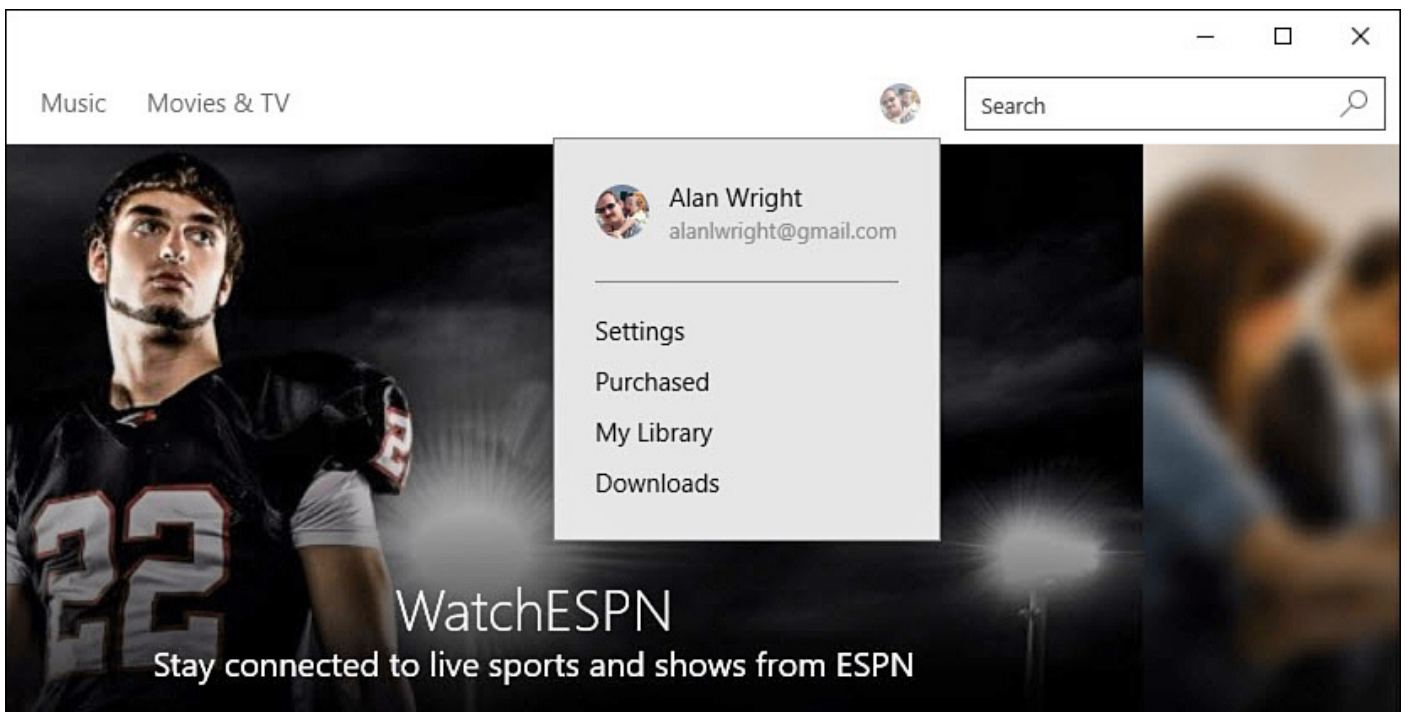 Music Movies & TV
Search
Alan Wright
alanlwright@gmail.com
Settings
Purchased
My Library
Downloads
2
22
WatchESPN
Stay connected to live sports and shows from ESPN